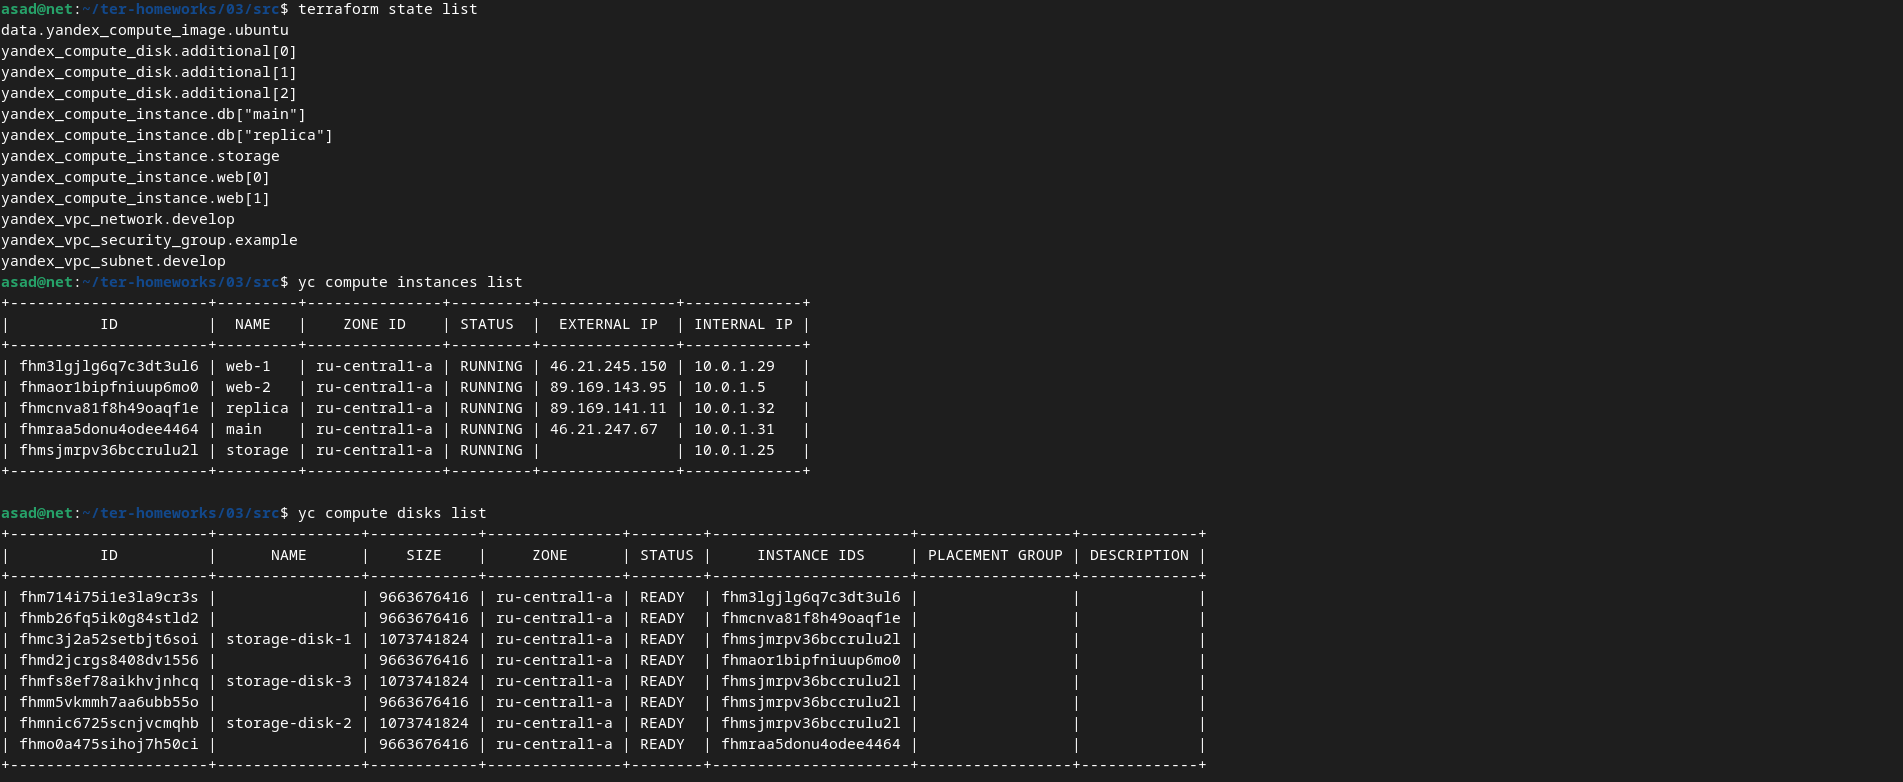 asad@net:~/ter-homeworks/03/src$ terraform state list
data.yandex_compute_image.ubuntu
yandex_compute_disk.additional[0]
yandex_compute_disk.additional[1]
yandex_compute_disk.additional[2]
yandex_compute_instance.db["main"]
yandex_compute_instance.db["replica"]
yandex_compute_instance.storage
yandex_compute_instance.web[0]
yandex_compute_instance.web[1]
yandex_vpc_network.develop
yandex_vpc_security_group.example
yandex_vpc_subnet.develop
asad@net:~/ter-homeworks/03/src$ yc compute instances list
+----------------------+---------+---------------+---------+---------------+-------------+
|          ID          |  NAME   |    ZONE ID    | STATUS  |  EXTERNAL IP  | INTERNAL IP |
+----------------------+---------+---------------+---------+---------------+-------------+
| fhm3lgjlg6q7c3dt3ul6 | web-1   | ru-central1-a | RUNNING | 46.21.245.150 | 10.0.1.29   |
| fhmaor1bipfniuup6mo0 | web-2   | ru-central1-a | RUNNING | 89.169.143.95 | 10.0.1.5    |
| fhmcnva81f8h49oaqf1e | replica | ru-central1-a | RUNNING | 89.169.141.11 | 10.0.1.32   |
| fhmraa5donu4odee4464 | main    | ru-central1-a | RUNNING | 46.21.247.67  | 10.0.1.31   |
| fhmsjmrpv36bccrulu2l | storage | ru-central1-a | RUNNING |               | 10.0.1.25   |
+----------------------+---------+---------------+---------+---------------+-------------+
asad@net:~/ter-homeworks/03/src$ yc compute disks list
+----------------------+----------------+------------+---------------+--------+----------------------+-----------------+-------------+
|          ID          |      NAME      |    SIZE    |     ZONE      | STATUS |     INSTANCE IDS     | PLACEMENT GROUP | DESCRIPTION |
+----------------------+----------------+------------+---------------+--------+----------------------+-----------------+-------------+
| fhm714i75i1e3la9cr3s |                | 9663676416 | ru-central1-a | READY  | fhm3lgjlg6q7c3dt3ul6 |                 |             |
| fhmb26fq5ik0g84stld2 |                | 9663676416 | ru-central1-a | READY  | fhmcnva81f8h49oaqf1e |                 |             |
| fhmc3j2a52setbjt6soi | storage-disk-1 | 1073741824 | ru-central1-a | READY  | fhmsjmrpv36bccrulu2l |                 |             |
| fhmd2jcrgs8408dv1556 |                | 9663676416 | ru-central1-a | READY  | fhmaor1bipfniuup6mo0 |                 |             |
| fhmfs8ef78aikhvjnhcq | storage-disk-3 | 1073741824 | ru-central1-a | READY  | fhmsjmrpv36bccrulu2l |                 |             |
| fhmm5vkmmh7aa6ubb55o |                | 9663676416 | ru-central1-a | READY  | fhmsjmrpv36bccrulu2l |                 |             |
| fhmnic6725scnjvcmqhb | storage-disk-2 | 1073741824 | ru-central1-a | READY  | fhmsjmrpv36bccrulu2l |                 |             |
| fhmo0a475sihoj7h50ci |                | 9663676416 | ru-central1-a | READY  | fhmraa5donu4odee4464 |                 |             |
+----------------------+----------------+------------+---------------+--------+----------------------+-----------------+-------------+